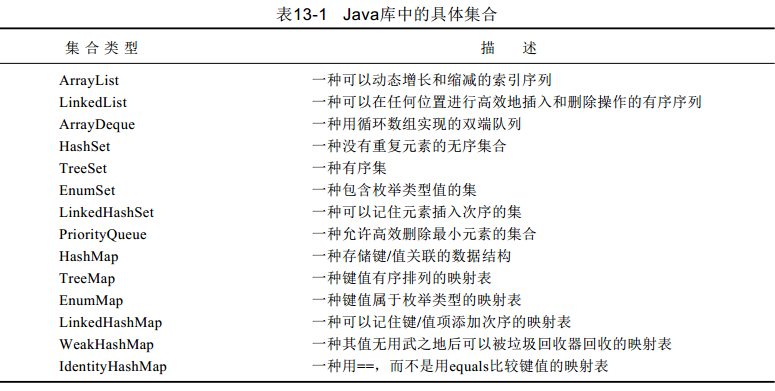 表13-1 Java库中的具体集合
集合类型 描述
ArrayList 一种可以动态增长和缩减的索引序列
LinkedList 一种可以在任何位置进行高效地插入和删除操作的有序序列
ArrayDeque 一种用循环数组实现的双端队列
HashSet 一种没有重复元素的无序集合
TreeSet 一种有序集
EnumSet 一种包含枚举类型值的集
LinkedHashSet 一种可以记住元素插入次序的集
PriorityQueue 一种允许高效删除最小元素的集合
HashMap 一种存储键/值关联的数据结构
TreeMap 一种键值有序排列的映射表
EnumMap 一种键值属于枚举类型的映射表
LinkedHashMap 一种可以记住键/值项添加次序的映射表
WeakHashMap 一种其值无用武之地后可以被垃圾回收器回收的映射表
IdentityHashMap 一种用==，而不是用equals比较键值的映射表